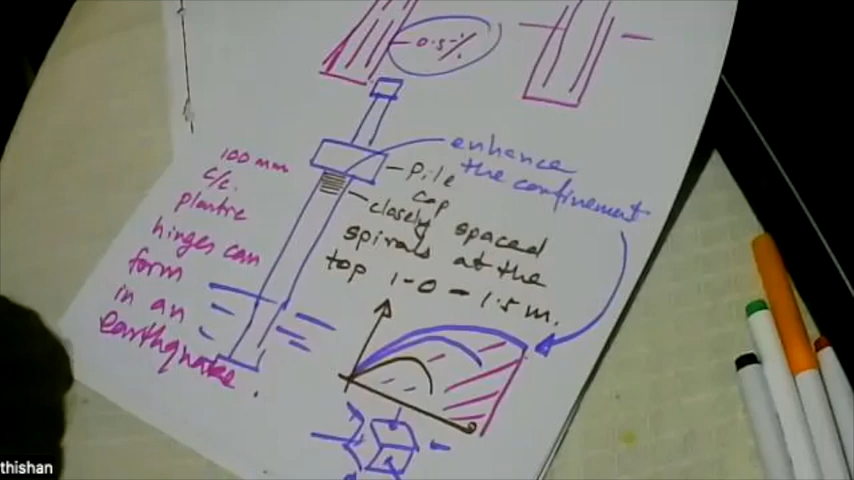 0.5%
enhance
the confinement
pile
cap
closely spaced
spirals at the
top 1-0 - 1.5 m.
100 mm
c/c.
plastic
hinges can
form
in an
earthquake.
thishan